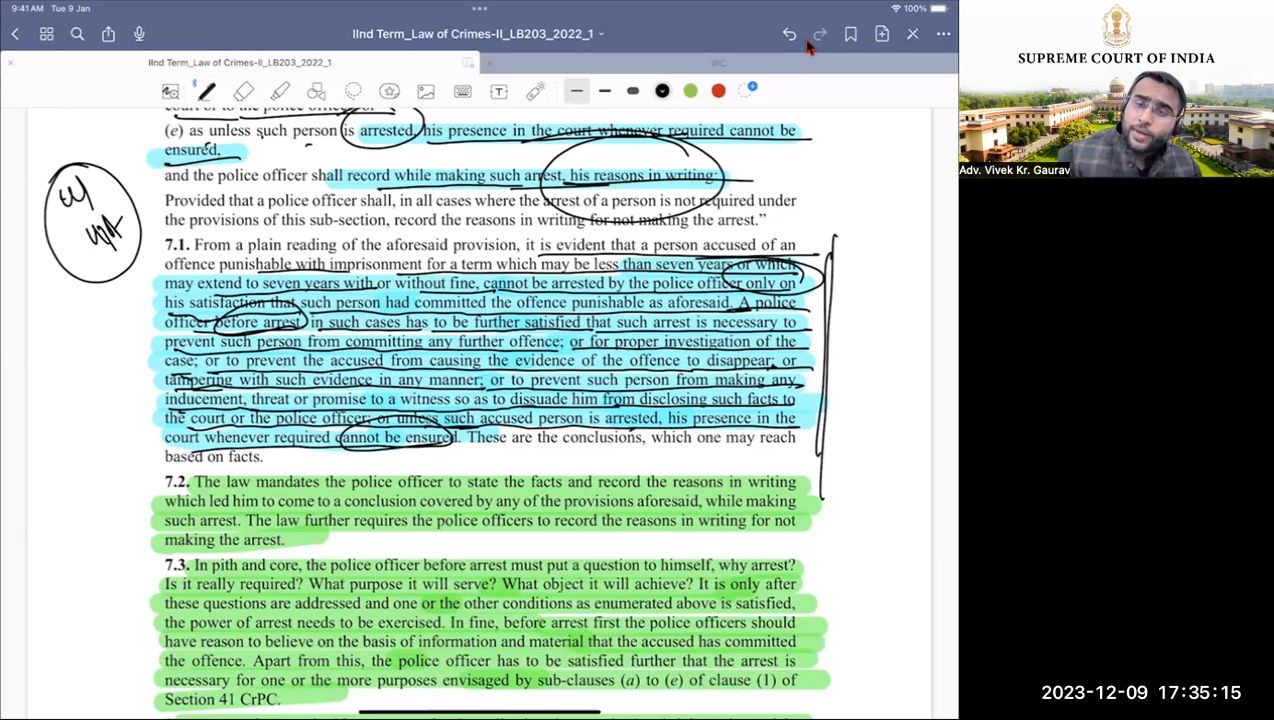 9:41 AM Tue 9 Jan
100%
IInd Term_Law of Crimes-II_LB203_2022_1
IInd Term_Law of Crimes-II_LB203_2022_1
IPC
SUPREME COURT OF INDIA
Adv. Vivek Kr. Gaurav
court or to the police officer; or
(e) as unless such person is arrested, his presence in the court whenever required cannot be
ensured,
and the police officer shall record while making such arrest, his reasons in writing:
Provided that a police officer shall, in all cases where the arrest of a person is not required under
the provisions of this sub-section, record the reasons in writing for not making the arrest.”
7.1. From a plain reading of the aforesaid provision, it is evident that a person accused of an
offence punishable with imprisonment for a term which may be less than seven years or which
may extend to seven years with or without fine, cannot be arrested by the police officer only on
his satisfaction that such person had committed the offence punishable as aforesaid. A police
officer before arrest in such cases has to be further satisfied that such arrest is necessary to
prevent such person from committing any further offence; or for proper investigation of the
case; or to prevent the accused from causing the evidence of the offence to disappear; or
tampering with such evidence in any manner; or to prevent such person from making any
inducement, threat or promise to a witness so as to dissuade him from disclosing such facts to
the court or the police officer; or unless such accused person is arrested, his presence in the
court whenever required cannot be ensured. These are the conclusions, which one may reach
based on facts.
7.2. The law mandates the police officer to state the facts and record the reasons in writing
which led him to come to a conclusion covered by any of the provisions aforesaid, while making
such arrest. The law further requires the police officers to record the reasons in writing for not
making the arrest.
7.3. In pith and core, the police officer before arrest must put a question to himself, why arrest?
Is it really required? What purpose it will serve? What object it will achieve? It is only after
these questions are addressed and one or the other conditions as enumerated above is satisfied,
the power of arrest needs to be exercised. In fine, before arrest first the police officers should
have reason to believe on the basis of information and material that the accused has committed
the offence. Apart from this, the police officer has to be satisfied further that the arrest is
necessary for one or the more purposes envisaged by sub-clauses (a) to (e) of clause (1) of
Section 41 CrPC.
2023-12-09 17:35:15